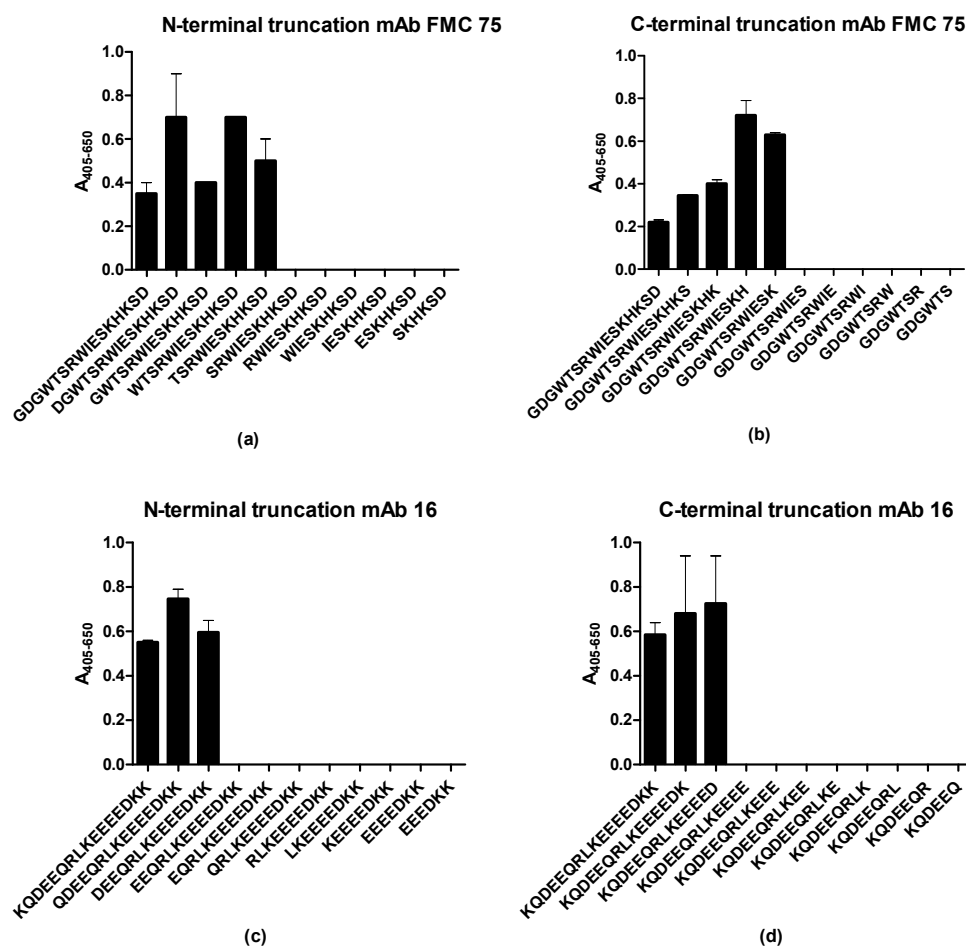 N-terminal truncation mAb FMC 75
A405-650
1.0
0.8
0.6
0.4
0.2
0.0
GDGWTSRWIESKHKSD
DGWTSRWIESKHKSD
GWTSRWIESKHKSD
WTSRWIESKHKSD
TSRWIESKHKSD
SRWIESKHKSD
RWIESKHKSD
WIESKHKSD
IESKHKSD
ESKHKSD
SKHKSD
(a)
C-terminal truncation mAb FMC 75
A405-650
1.0
0.8
0.6
0.4
0.2
0.0
GDGWTSRWIESKHKSD
GDGWTSRWIESKHKS
GDGWTSRWIESKHK
GDGWTSRWIESKH
GDGWTSRWIESK
GDGWTSRWIES
GDGWTSRWIE
GDGWTSRWI
GDGWTSRW
GDGWTSR
GDGWTS
(b)
N-terminal truncation mAb 16
A405-650
1.0
0.8
0.6
0.4
0.2
0.0
KQDEEQRLKEEEEDKK
QDEEQRLKEEEEDKK
DEEQRLKEEEEDKK
EEQRLKEEEEDKK
EQRLKEEEEDKK
QRLKEEEEDKK
RLKEEEEDKK
LKEEEEDKK
KEEEEDKK
EEEEDKK
EEEDKK
(c)
C-terminal truncation mAb 16
A405-650
1.0
0.8
0.6
0.4
0.2
0.0
KQDEEQRLKEEEEDKK
KQDEEQRLKEEEEDK
KQDEEQRLKEEEED
KQDEEQRLKEEEE
KQDEEQRLKEEE
KQDEEQRLKEE
KQDEEQRLKE
KQDEEQRLK
KQDEEQRL
KQDEEQR
KQDEEQ
(d)